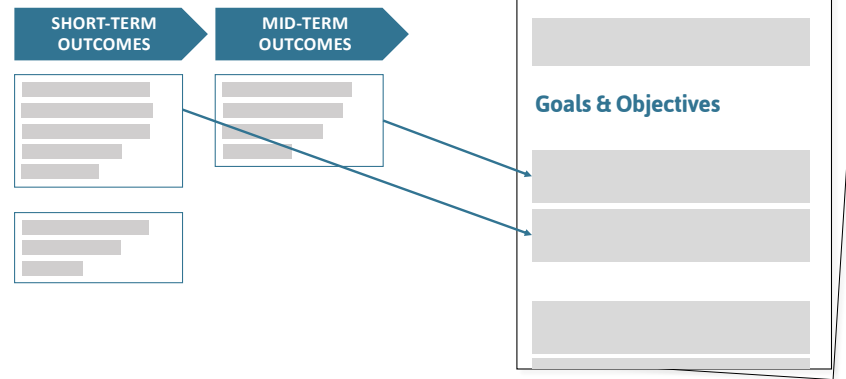 SHORT-TERM
OUTCOMES
MID-TERM
OUTCOMES
Goals & Objectives